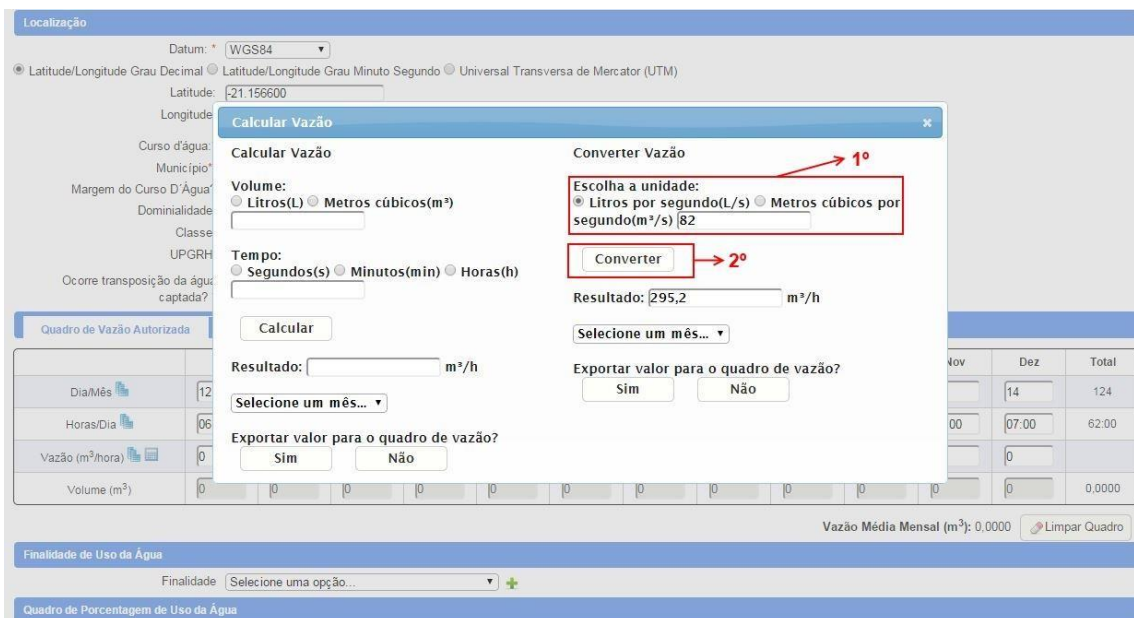 Localização
Datum: * WGS84
Latitude/Longitude Grau Decimal Latitude/Longitude Grau Minuto Segundo Universal Transversa de Mercator (UTM)
Latitude: -21.156600
Longitude
Curso d'água:
Município*
Margem do Curso D´Água*
Dominialidade
Classe
UPGRH
Ocorre transposição da água
captada?
Calcular Vazão x
Calcular Vazão
Volume:
Litros(L) Metros cúbicos(m³)
Tempo:
Segundos(s) Minutos(min) Horas(h)
Calcular
Resultado: m³/h
Selecione um mês...
Exportar valor para o quadro de vazão?
Sim Não
Converter Vazão
1º
Escolha a unidade:
Litros por segundo(L/s) Metros cúbicos por
segundo(m³/s) 82
Converter 2º
Resultado: 295,2 m³/h
Selecione um mês...
Exportar valor para o quadro de vazão?
Sim Não
Quadro de Vazão Autorizada
Nov Dez Total
Dia/Mês 12 14 124
Horas/Dia 06 00 07:00 62:00
Vazão (m³/hora) 0 0
Volume (m³) 0 0 0 0 0 0 0 0 0 0 0 0 0,0000
Vazão Média Mensal (m³): 0,0000 Limpar Quadro
Finalidade de Uso da Água
Finalidade Selecione uma opção...
Quadro de Porcentagem de Uso da Água